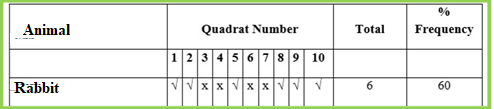 Animal Quadrat Number Total % Frequency
1 2 3 4 5 6 7 8 9 10
Rabbit √ √ x x √ x x √ √ √ 6 60